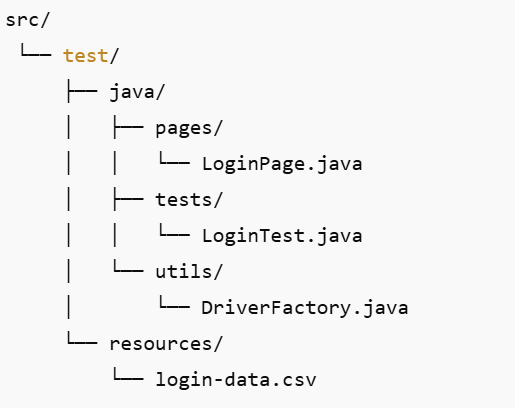 src/
└── test/
    ├── java/
    │   ├── pages/
    │   │   └── LoginPage.java
    │   ├── tests/
    │   │   └── LoginTest.java
    │   └── utils/
    │       └── DriverFactory.java
    └── resources/
        └── login-data.csv